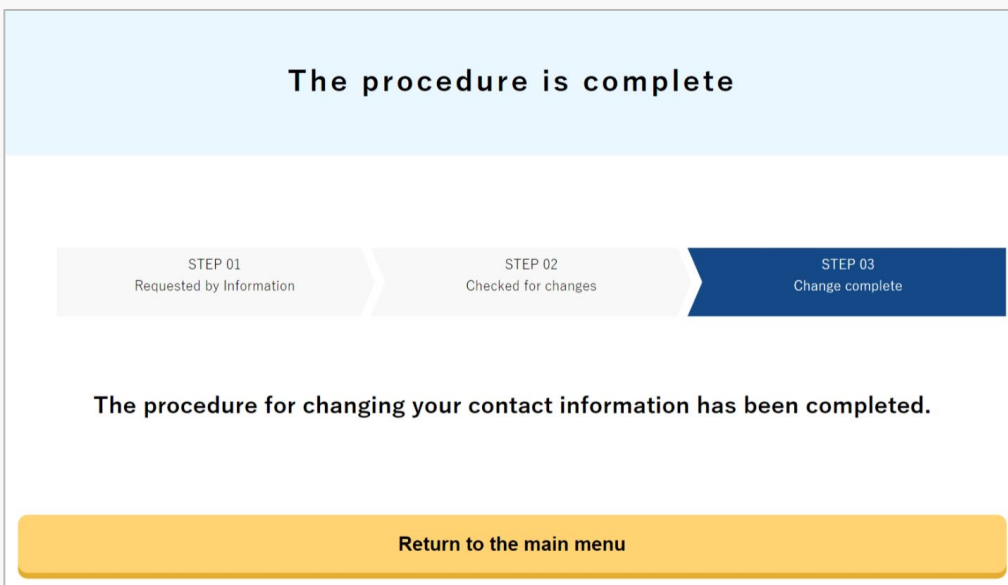 The procedure is complete
STEP 01
Requested by Information
STEP 02
Checked for changes
STEP 03
Change complete
The procedure for changing your contact information has been completed.
Return to the main menu